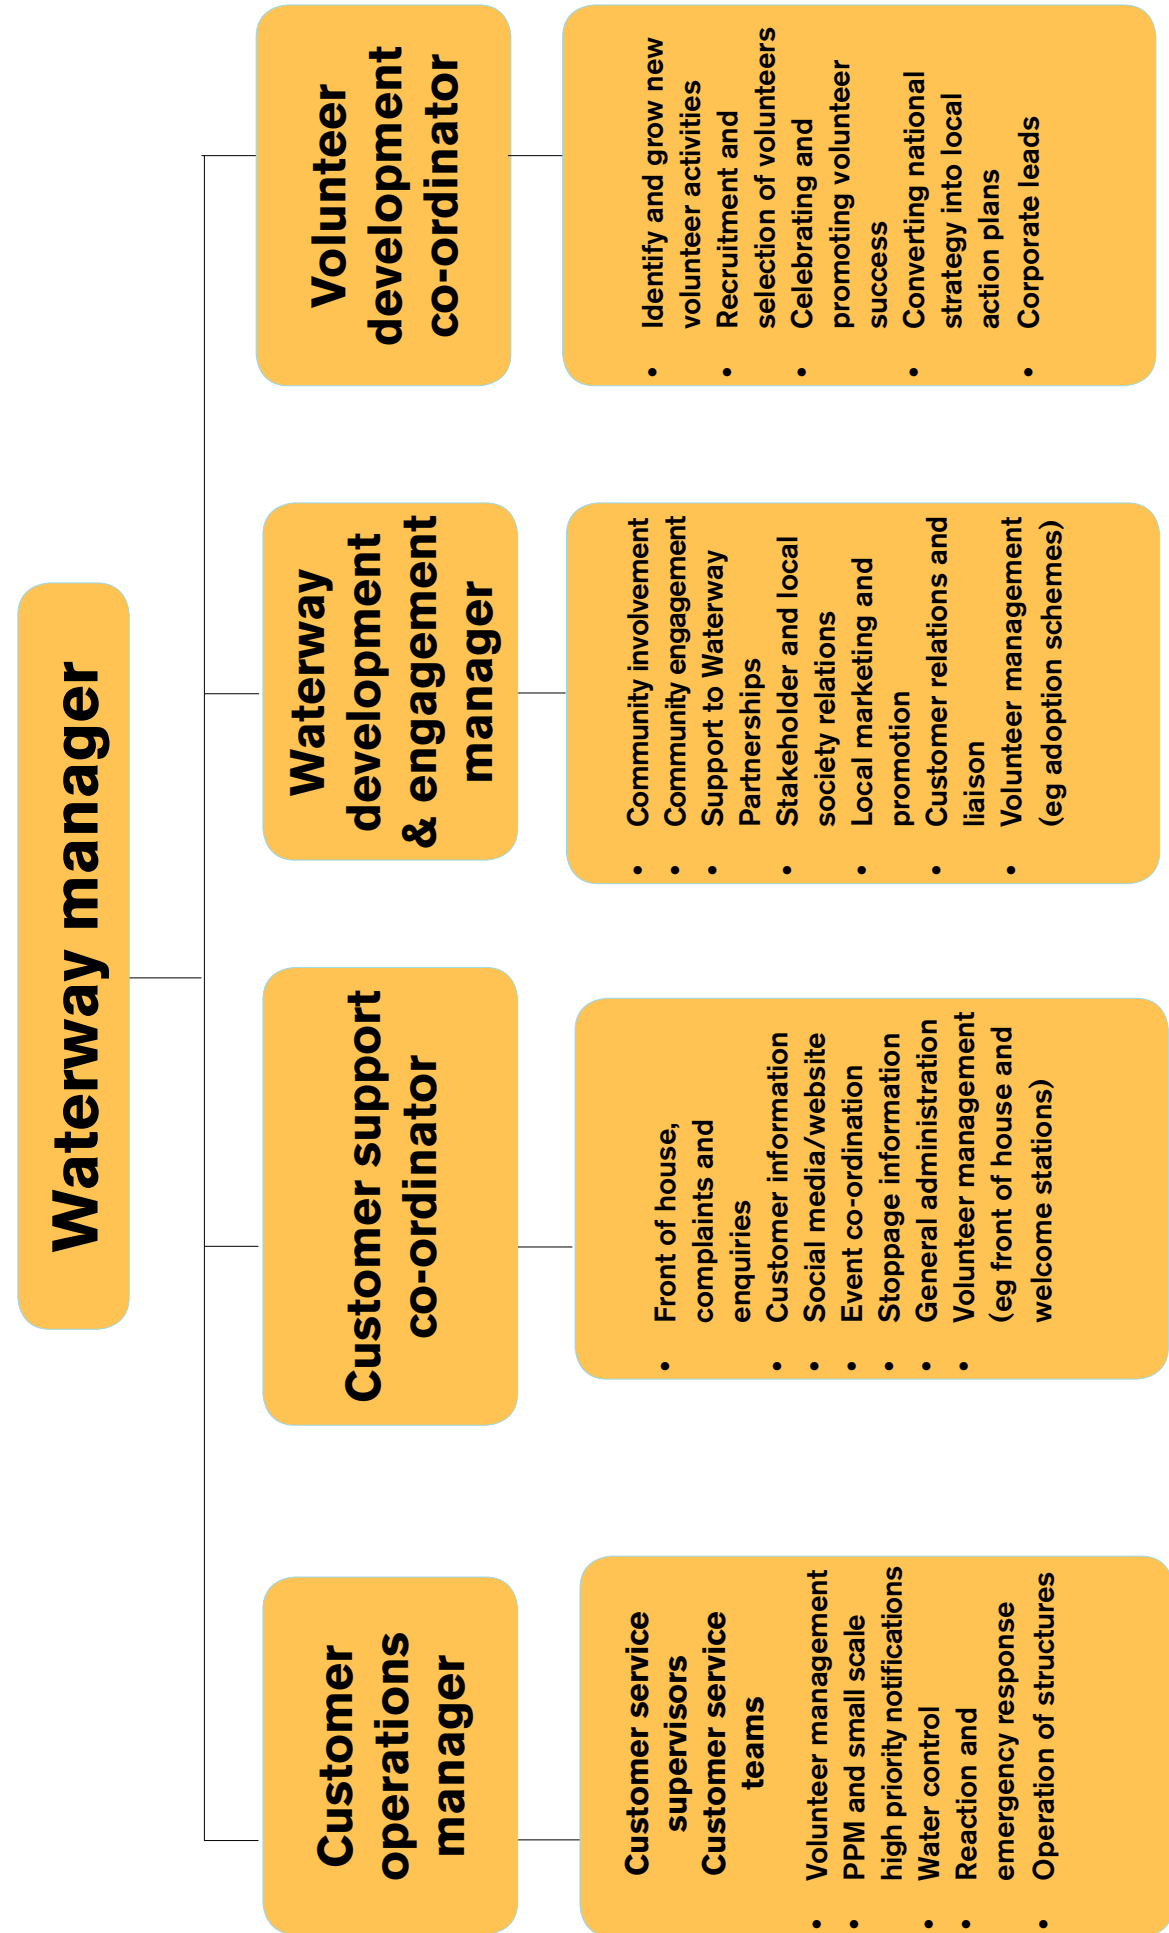 Waterway manager
Customer
operations
manager
Customer service
supervisors
Customer service
teams
• Volunteer management
• PPM and small scale
high priority notifications
• Water control
• Reaction and
emergency response
• Operation of structures
Customer support
co-ordinator
• Front of house,
complaints and
enquiries
• Customer information
• Social media/website
• Event co-ordination
• Stoppage information
• General administration
• Volunteer management
(eg front of house and
welcome stations)
Waterway
development
& engagement
manager
• Community involvement
• Community engagement
• Support to Waterway
Partnerships
• Stakeholder and local
society relations
• Local marketing and
promotion
• Customer relations and
liaison
• Volunteer management
(eg adoption schemes)
Volunteer
development
co-ordinator
• Identify and grow new
volunteer activities
• Recruitment and
selection of volunteers
• Celebrating and
promoting volunteer
success
• Converting national
strategy into local
action plans
• Corporate leads